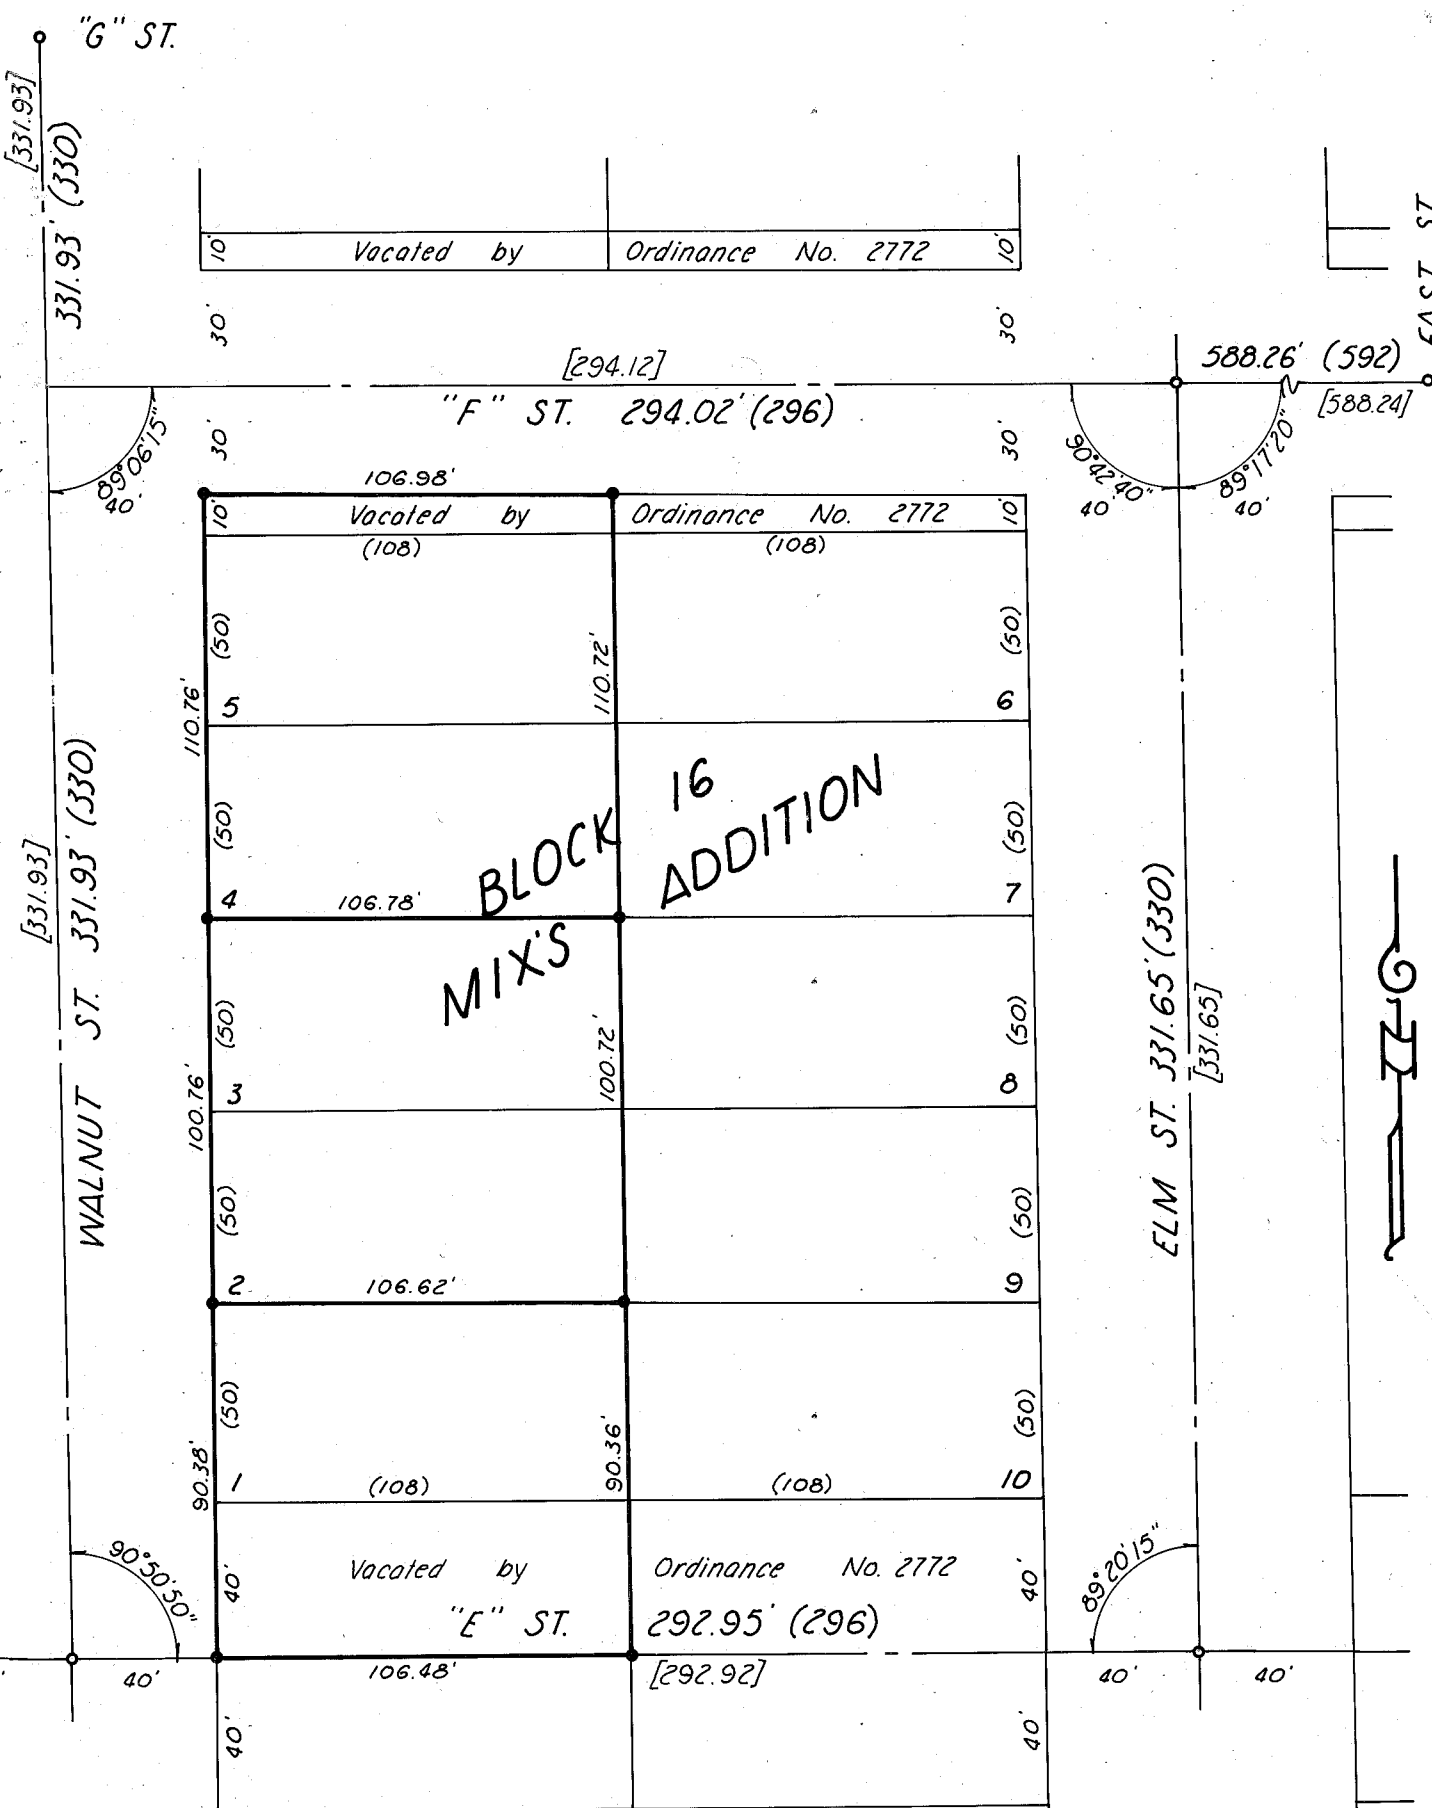 "G" ST.
[331.93]
331.93' (330)
10' Vacated by Ordinance No. 2772 10'
30' 30'
EAST ST.
[294.12]
588.26' (592)
"F" ST. 294.02' (296)
[588.24]
30' 30'
89°06'15"
40'
90°42'40"
89°17'20"
40' 40'
106.98'
10' Vacated by Ordinance No. 2772 10'
(108) (108)
(50) (50)
110.76'
110.72'
5 6
BLOCK 16
MIX'S ADDITION
(50) (50)
4 106.78' 7
WALNUT ST. 331.93' (330)
[331.93]
ELM ST. 331.65' (330)
[331.65]
(50) (50)
100.76'
100.72'
3 8
(50) (50)
2 106.62' 9
(50) (50)
90.38'
90.36'
1 (108) (108) 10
90°50'50"
89°20'15"
40' Vacated by Ordinance No. 2772 40'
"E" ST. 292.95' (296)
40' 106.48' [292.92] 40' 40'
40' 40'
N